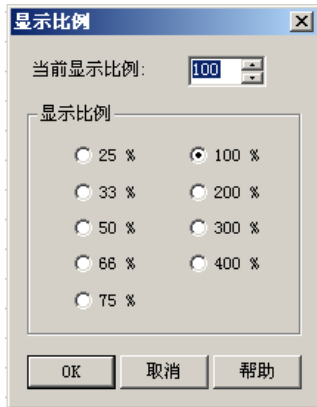 显示比例
当前显示比例: 100
显示比例
25 % 100 %
33 % 200 %
50 % 300 %
66 % 400 %
75 %
OK 取消 帮助